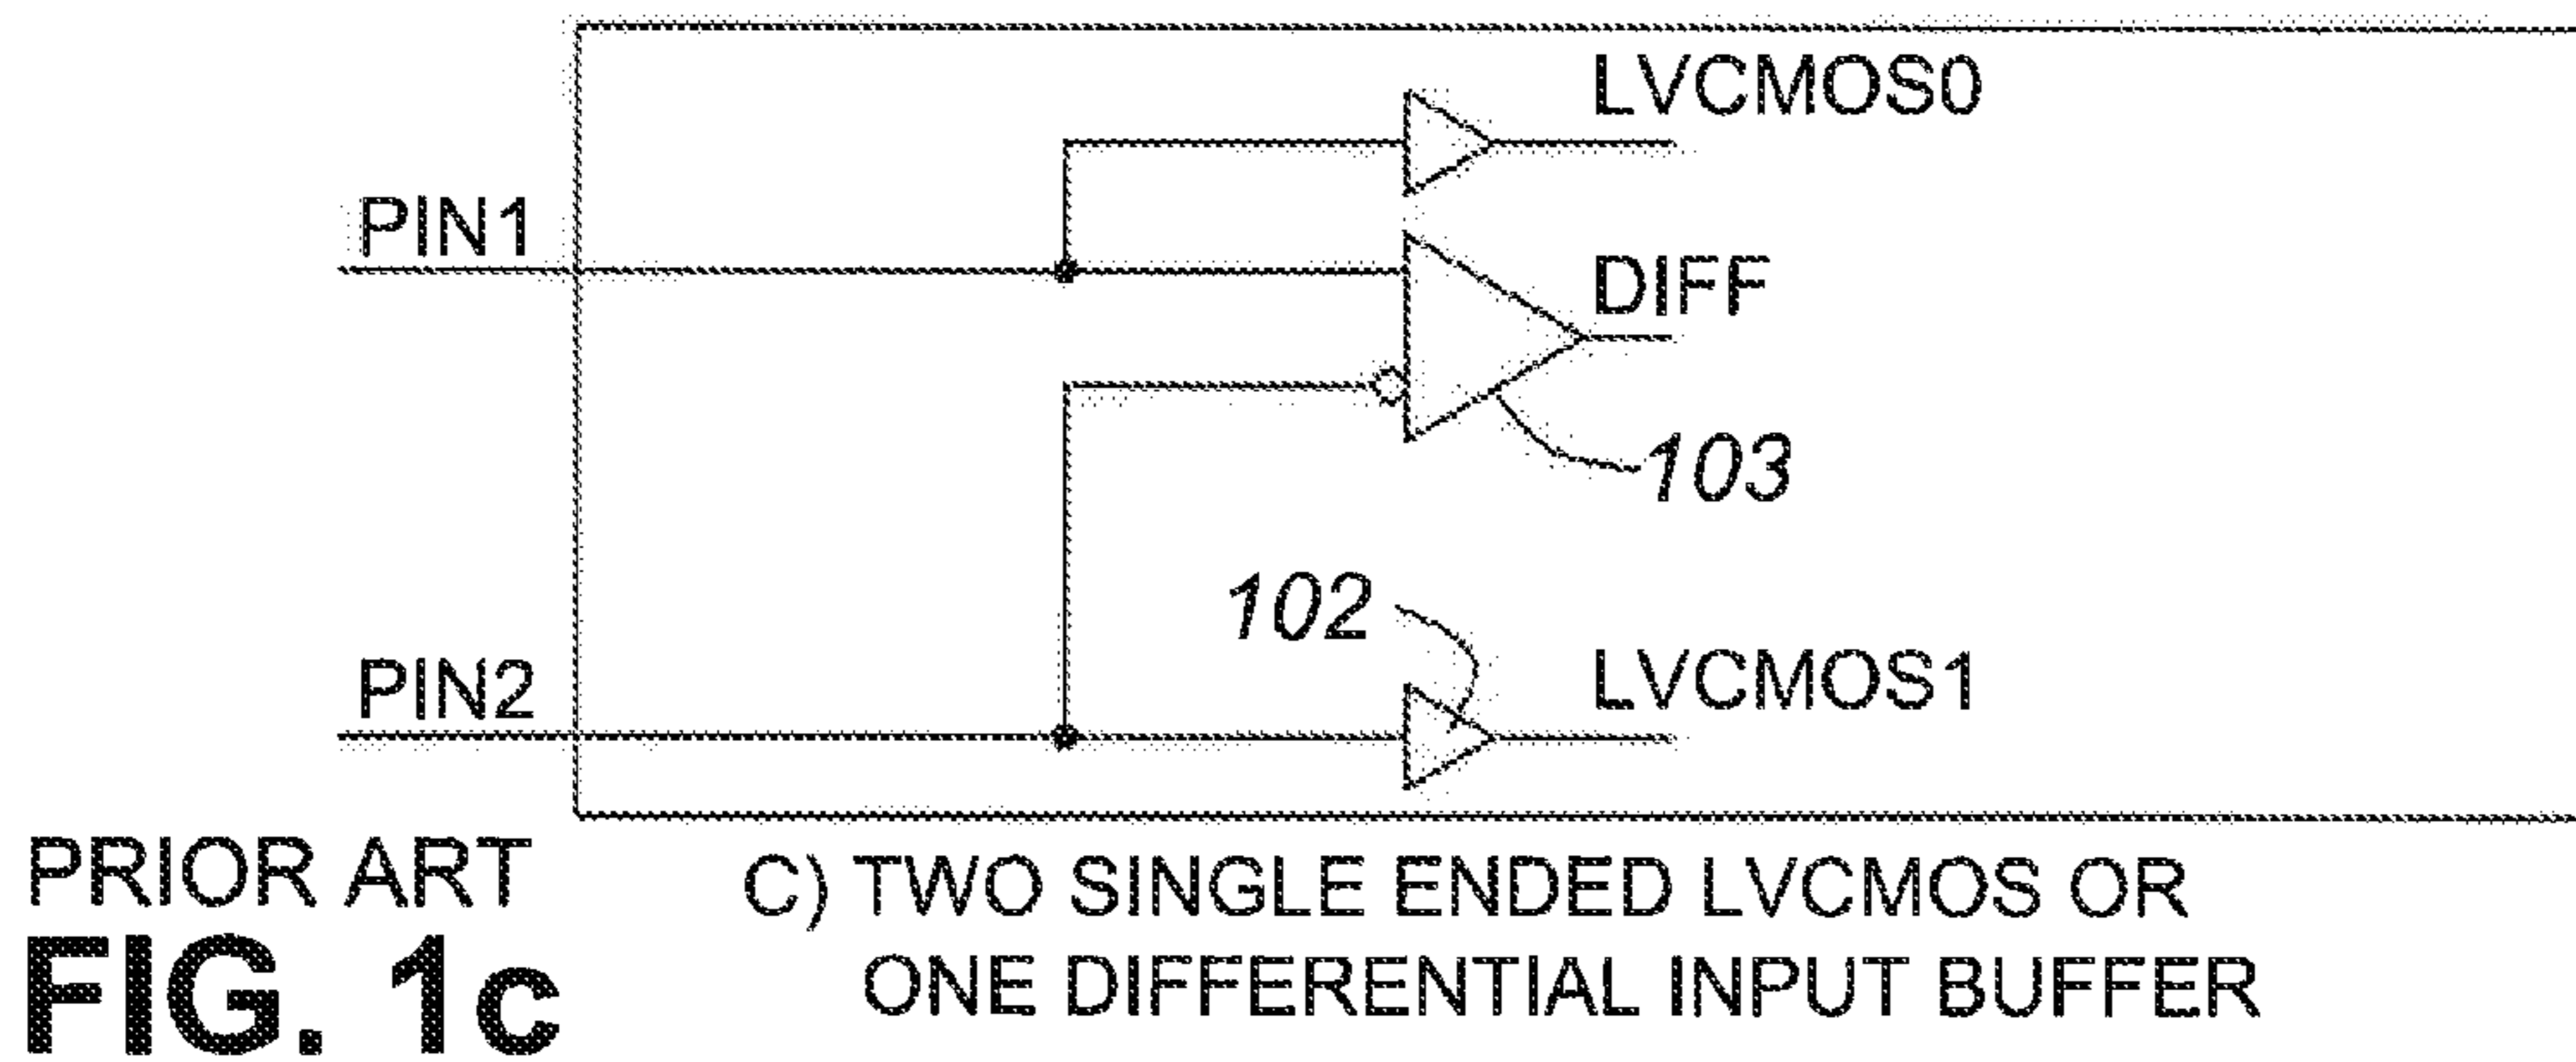 LVCMOS0
PIN1
DIFF
103
102
PIN2
LVCMOS1
PRIOR ART
FIG. 1c
C) TWO SINGLE ENDED LVCMOS OR
ONE DIFFERENTIAL INPUT BUFFER